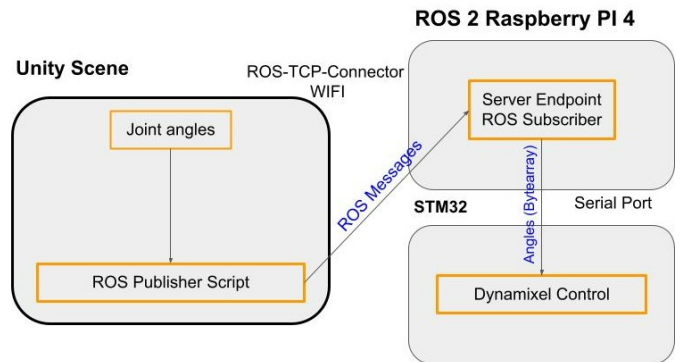 ROS 2 Raspberry PI 4
Unity Scene
ROS-TCP-Connector
WIFI
Joint angles
ROS Publisher Script
ROS Messages
Server Endpoint
ROS Subscriber
Angles (Bytearray)
STM32
Serial Port
Dynamixel Control